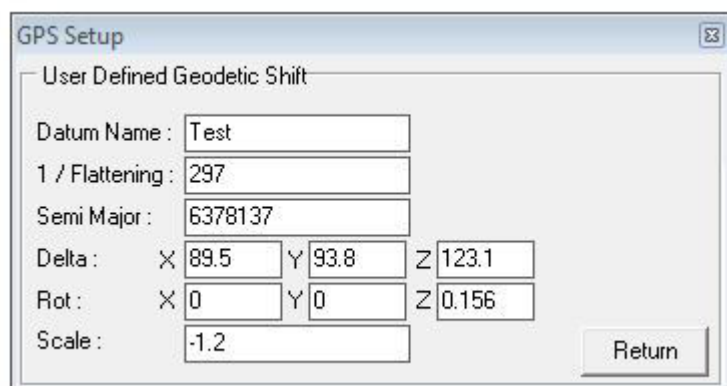 GPS Setup
User Defined Geodetic Shift
Datum Name : Test
1 / Flattening : 297
Semi Major : 6378137
Delta : X 89.5 Y 93.8 Z 123.1
Rot : X 0 Y 0 Z 0.156
Scale : -1.2
Return